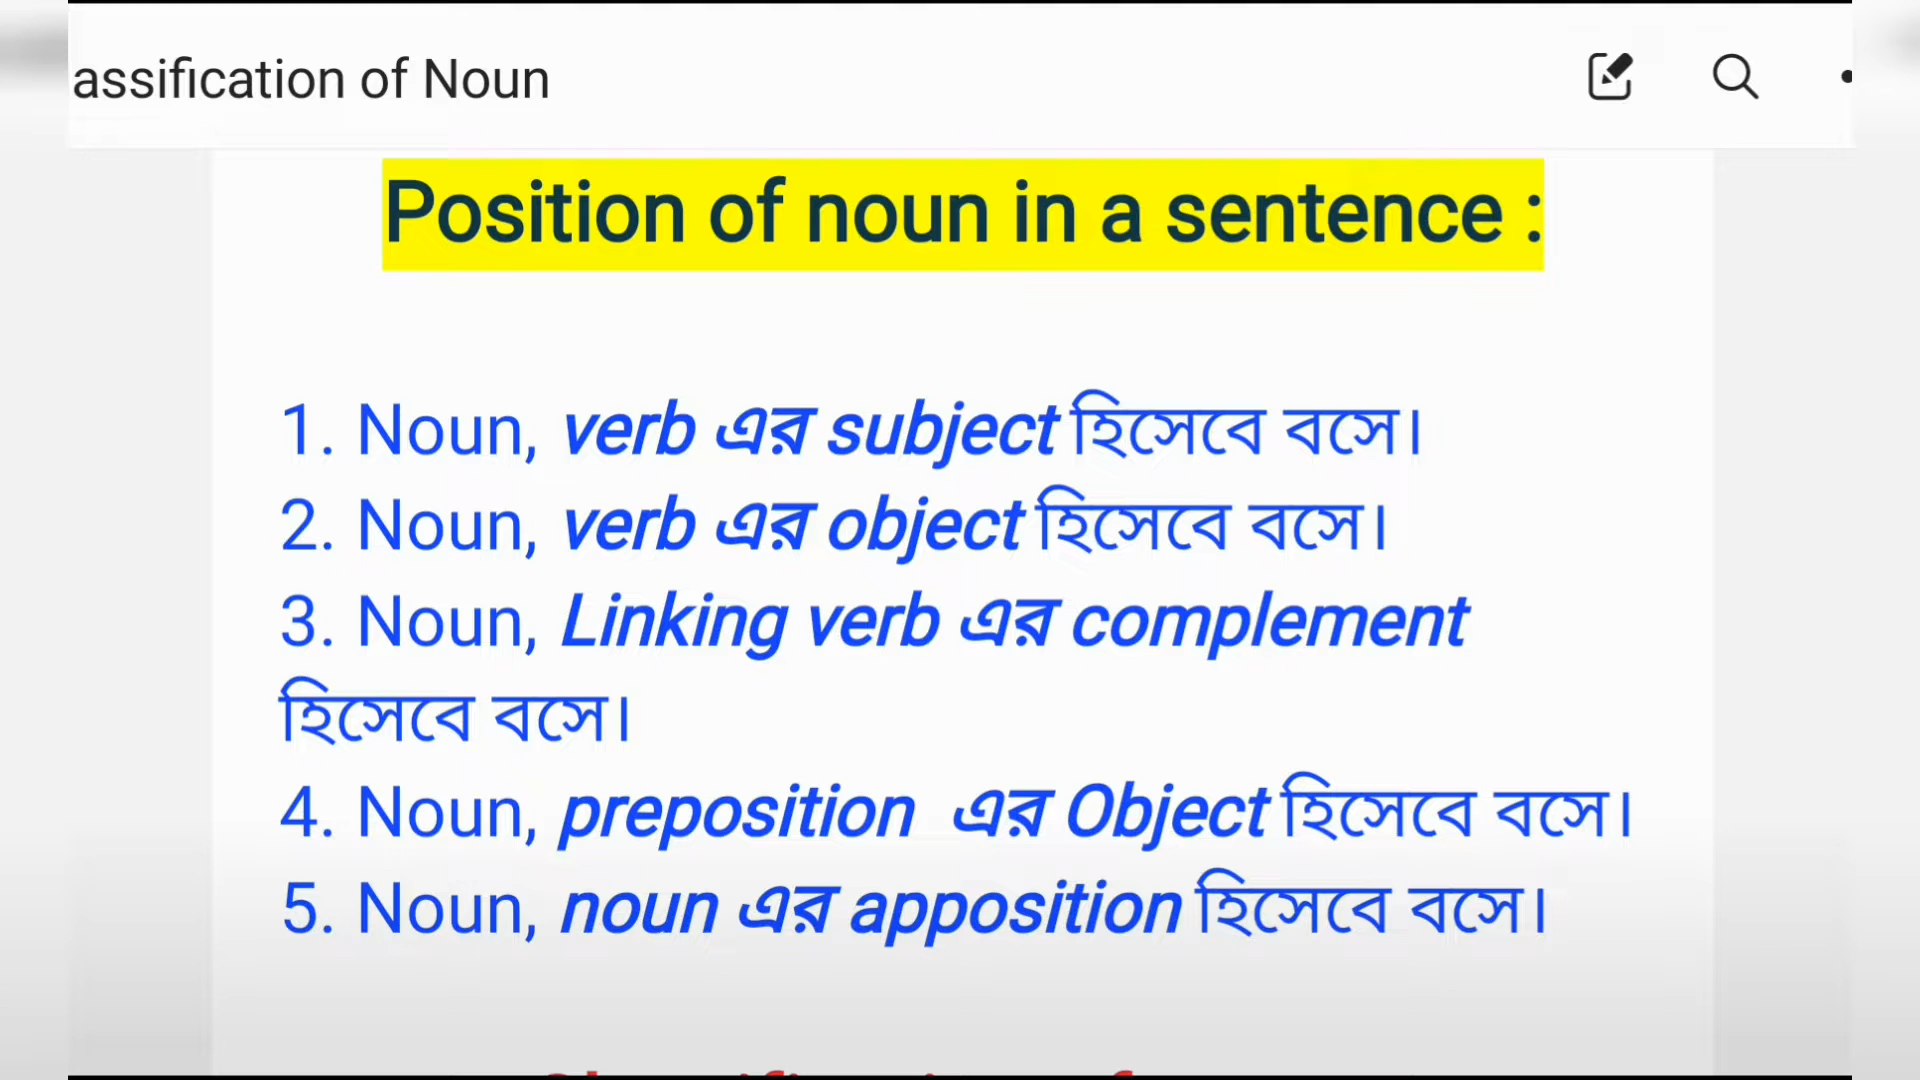 assification of Noun
Position of noun in a sentence :
1. Noun, verb এর subject হিসেবে বসে।
2. Noun, verb এর object হিসেবে বসে।
3. Noun, Linking verb এর complement
হিসেবে বসে।
4. Noun, preposition এর Object হিসেবে বসে।
5. Noun, noun এর apposition হিসেবে বসে।